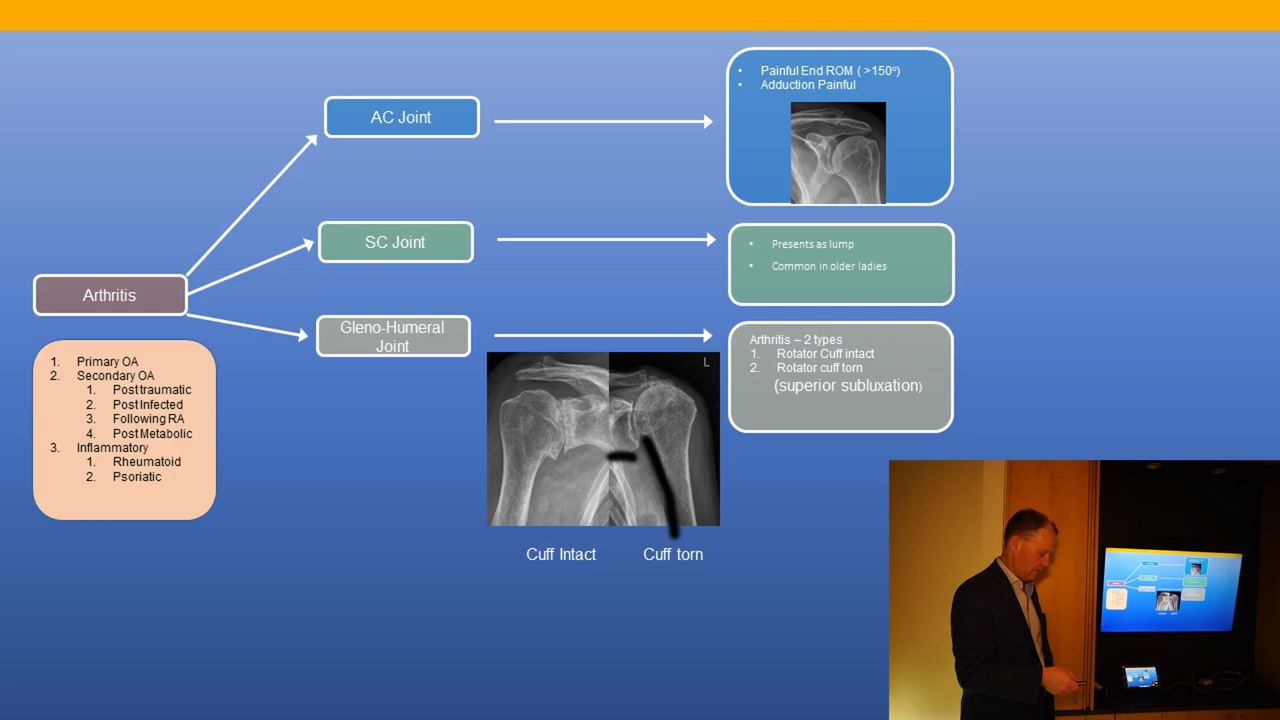 Painful End ROM ( >150º)
Adduction Painful
AC Joint
SC Joint
Presents as lump
Common in older ladies
Arthritis
Gleno-Humeral
Joint
Arthritis – 2 types
1. Rotator Cuff intact
2. Rotator cuff torn
(superior subluxation)
1. Primary OA
2. Secondary OA
1. Post traumatic
2. Post Infected
3. Following RA
4. Post Metabolic
3. Inflammatory
1. Rheumatoid
2. Psoriatic
L
Cuff Intact
Cuff torn